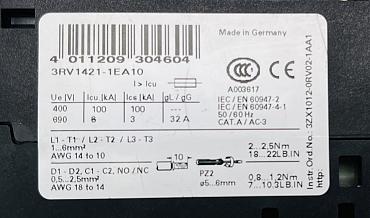 Made in Germany
4 011209 304604
3RV1421-1EA10
I > Icu
CCC
A003617
Ue [V] Icu [kA] Ics [kA] gL / gG
400 100 100 ---
690 8 3 32 A
IEC / EN 60947-2
IEC / EN 60947-4-1
50 / 60 Hz
CAT. A / AC-3
L1 - T1 / L2 - T2 / L3 - T3
1...6mm²
AWG 14 to 10
10
2...2,5Nm
18...22LB.IN
D1 - D2, C1 - C2, NO / NC
0,5...2,5mm²
AWG 18 to 14
PZ2
ø5...6mm
0,8...1,2Nm
7...10.3LB.IN
Instr. Ord. No.: 3ZX1012-0RV02-1AA1
http: